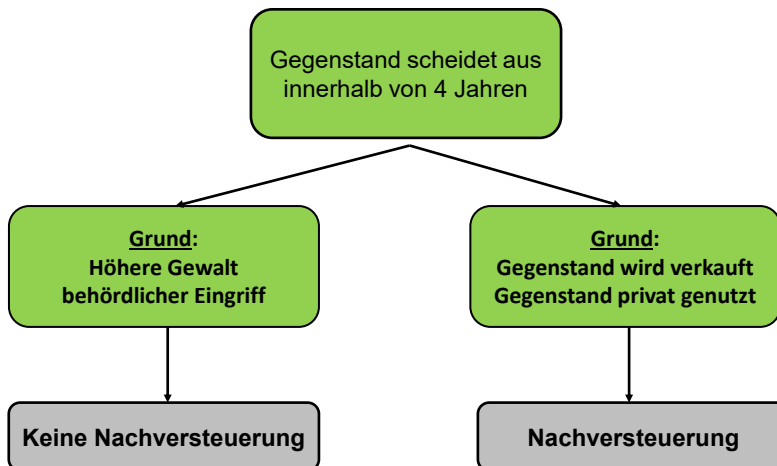 Gegenstand scheidet aus
innerhalb von 4 Jahren
Grund:
Höhere Gewalt
behördlicher Eingriff
Grund:
Gegenstand wird verkauft
Gegenstand privat genutzt
Keine Nachversteuerung
Nachversteuerung